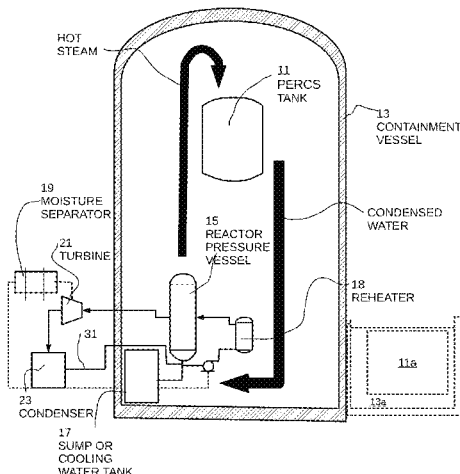 HOT
STEAM
11
PERCS
TANK
13
CONTAINMENT
VESSEL
19
MOISTURE
SEPARATOR
15
REACTOR
PRESSURE
VESSEL
CONDENSED
WATER
21
TURBINE
18
REHEATER
31
11a
13a
23
CONDENSER
17
SUMP OR
COOLING
WATER TANK